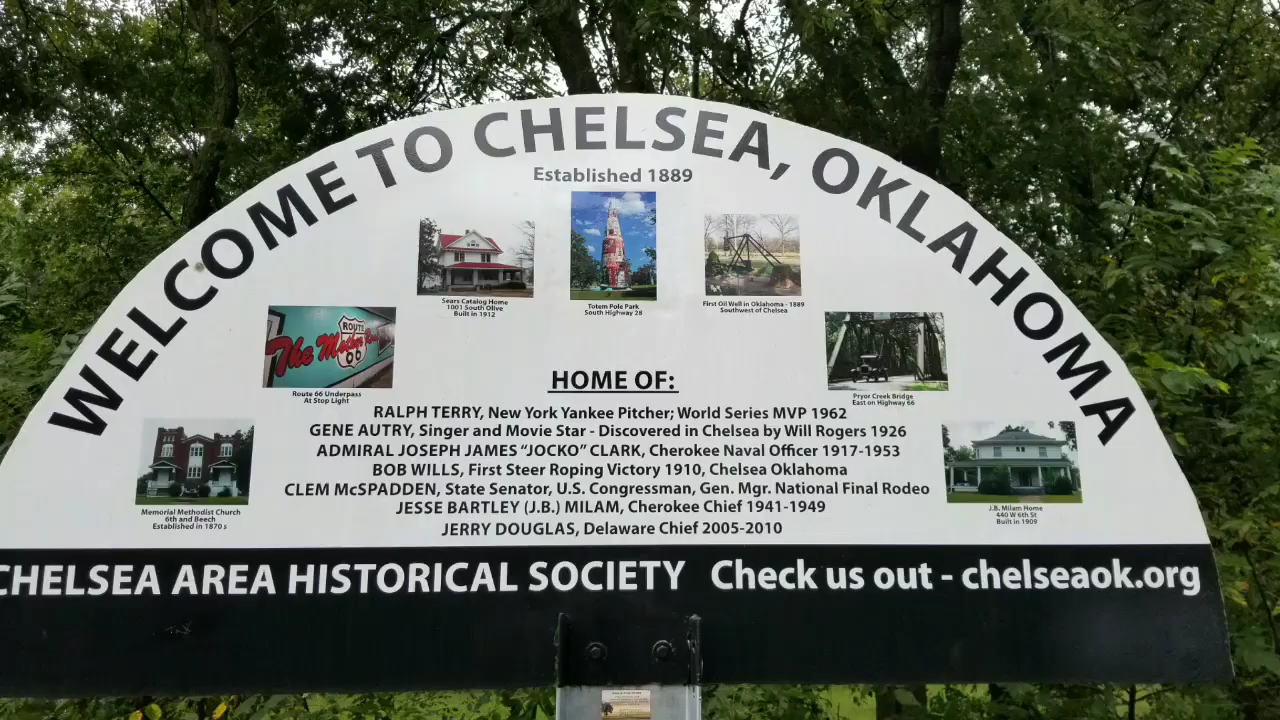 WELCOME TO CHELSEA, OKLAHOMA
Established 1889
Sears Catalog Home
1001 South Olive
Built in 1912
Totem Pole Park
South Highway 28
First Oil Well in Oklahoma - 1889
Southwest of Chelsea
ROUTE
66
The Mother Road
Route 66 Underpass
At Stop Light
Pryor Creek Bridge
East on Highway 66
Memorial Methodist Church
6th and Beech
Established in 1870 s
J.B. Milam Home
440 W 6th St
Built in 1909
HOME OF:
RALPH TERRY, New York Yankee Pitcher; World Series MVP 1962
GENE AUTRY, Singer and Movie Star - Discovered in Chelsea by Will Rogers 1926
ADMIRAL JOSEPH JAMES "JOCKO" CLARK, Cherokee Naval Officer 1917-1953
BOB WILLS, First Steer Roping Victory 1910, Chelsea Oklahoma
CLEM McSPADDEN, State Senator, U.S. Congressman, Gen. Mgr. National Final Rodeo
JESSE BARTLEY (J.B.) MILAM, Cherokee Chief 1941-1949
JERRY DOUGLAS, Delaware Chief 2005-2010
CHELSEA AREA HISTORICAL SOCIETY Check us out - chelseaok.org